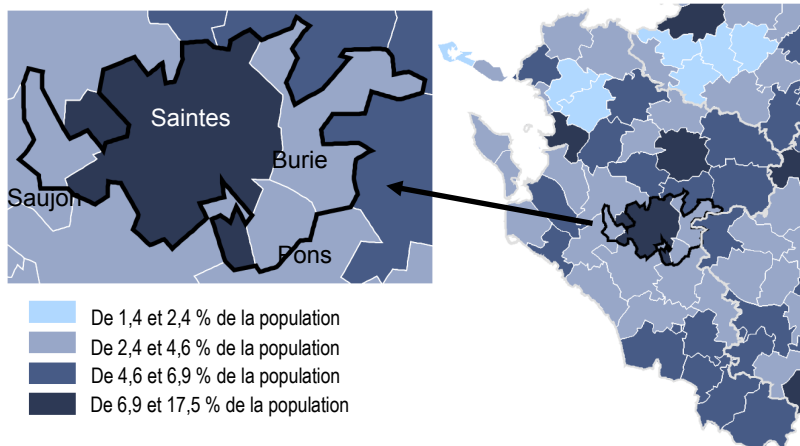 Saintes
Burie
Saujon
Pons
De 1,4 et 2,4 % de la population
De 2,4 et 4,6 % de la population
De 4,6 et 6,9 % de la population
De 6,9 et 17,5 % de la population